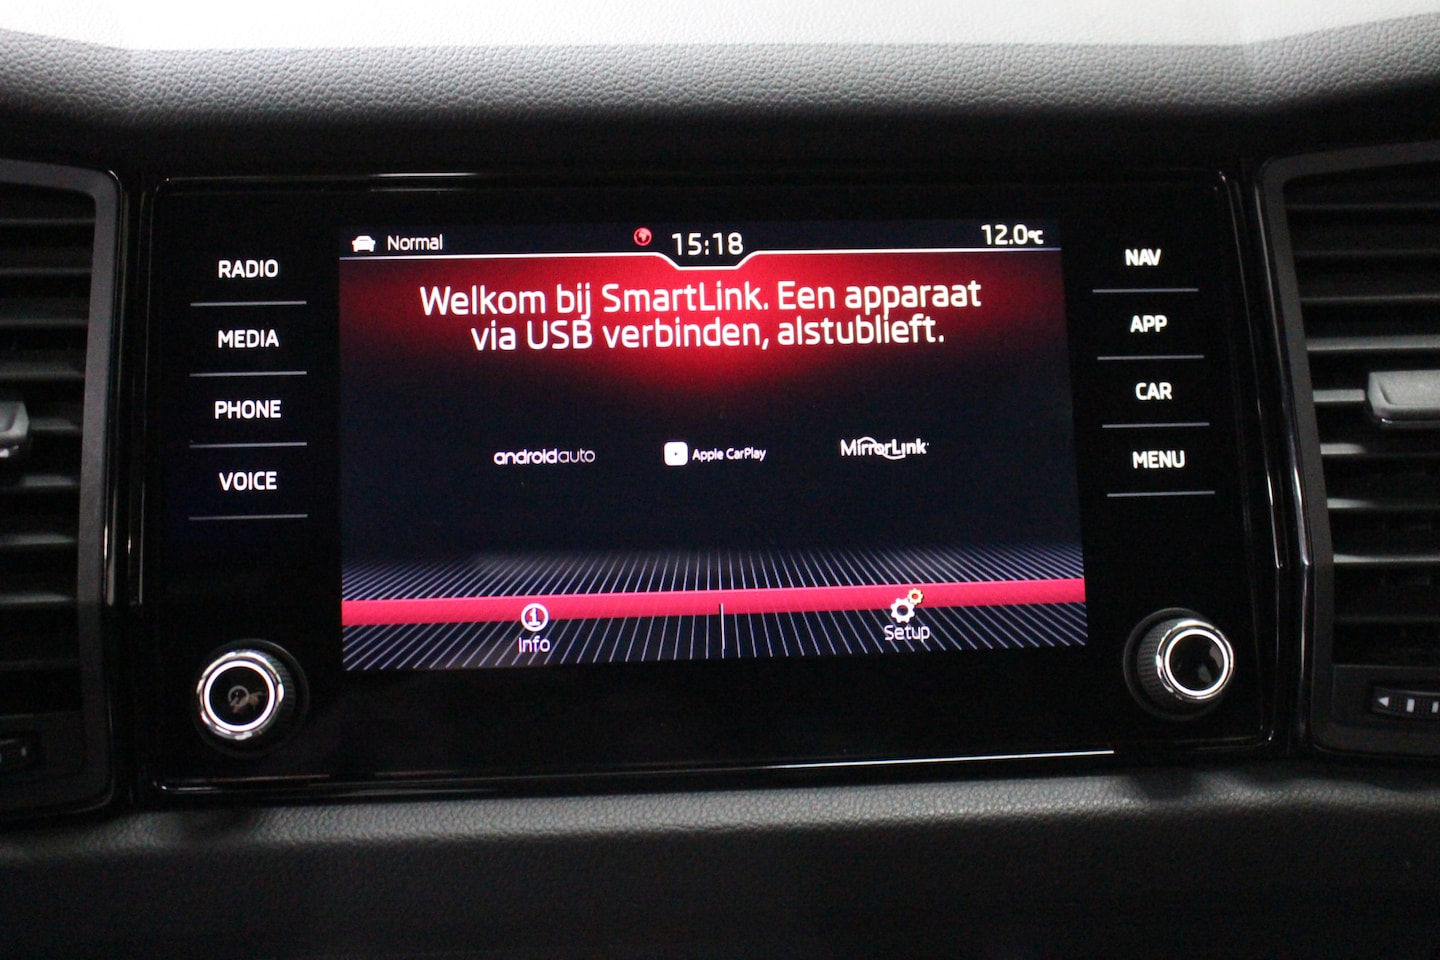 Normal
15:18
12.0°C
RADIO
MEDIA
PHONE
VOICE
Welkom bij SmartLink. Een apparaat
via USB verbinden, alstublieft.
androidauto
Apple CarPlay
MirrorLink
Info
Setup
NAV
APP
CAR
MENU